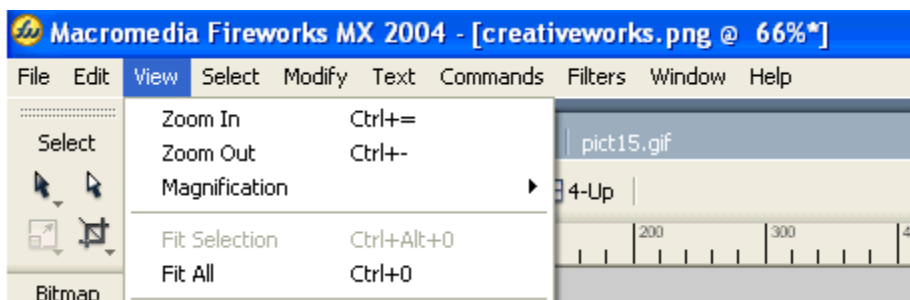 Macromedia Fireworks MX 2004 - [creativeworks.png @ 66%*]
File Edit View Select Modify Text Commands Filters Window Help
Select
Zoom In Ctrl+=
Zoom Out Ctrl+-
Magnification
Fit Selection Ctrl+Alt+0
Fit All Ctrl+0
pict15.gif
4-Up
200 300 4
Bitmap